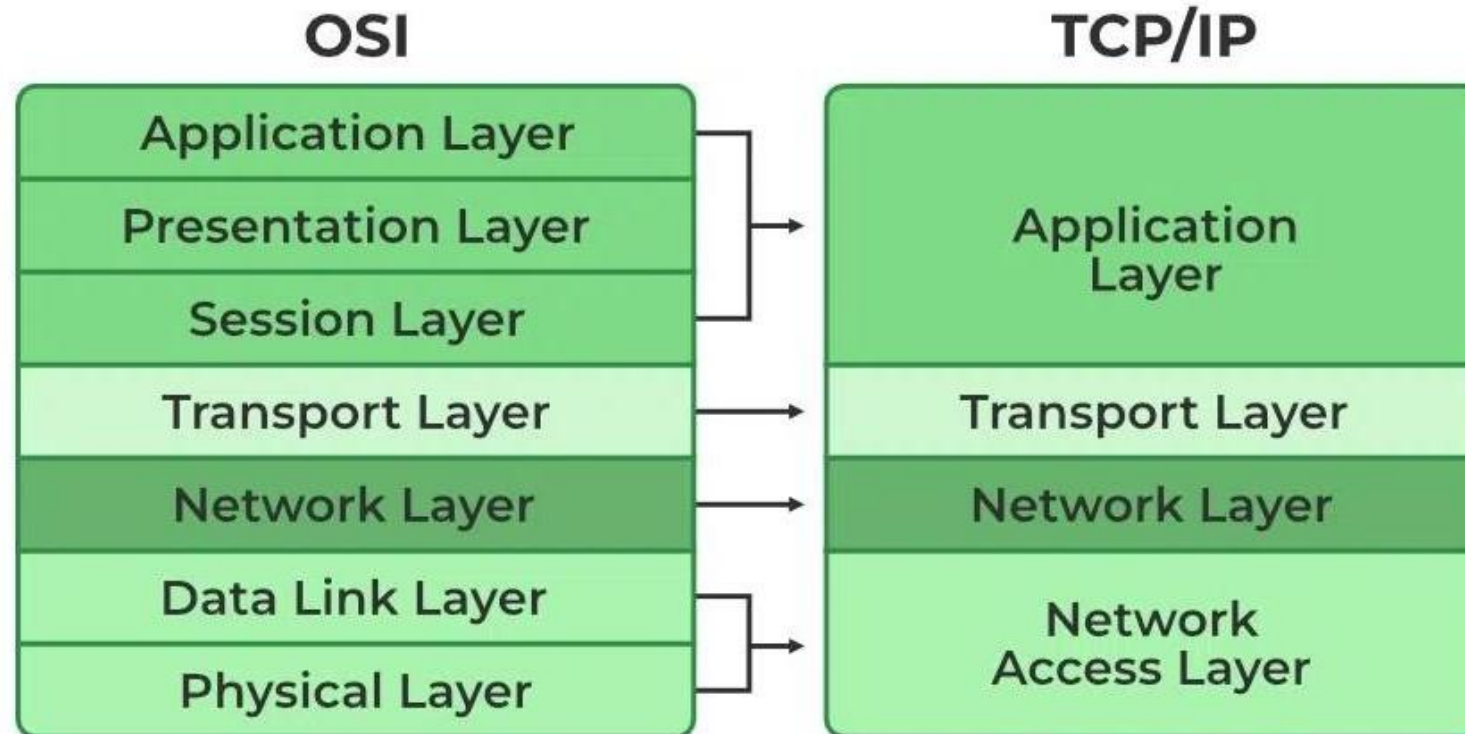 OSI
Application Layer
Presentation Layer
Session Layer
Transport Layer
Network Layer
Data Link Layer
Physical Layer
TCP/IP
Application
Layer
Transport Layer
Network Layer
Network
Access Layer